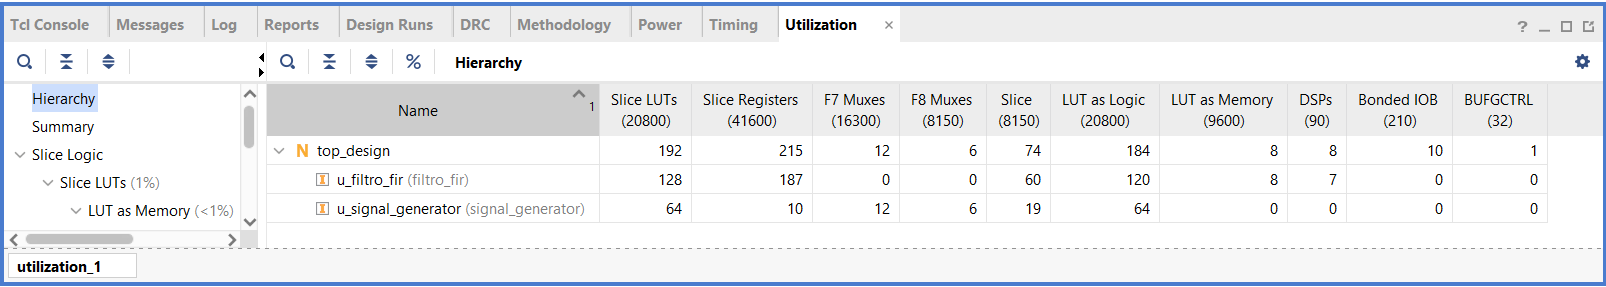 Tcl Console Messages Log Reports Design Runs DRC Methodology Power Timing Utilization × ? _
Hierarchy
Hierarchy
Summary
Slice Logic
Slice LUTs (1%)
LUT as Memory (<1%)
Name 1 Slice LUTs (20800) Slice Registers (41600) F7 Muxes (16300) F8 Muxes (8150) Slice (8150) LUT as Logic (20800) LUT as Memory (9600) DSPs (90) Bonded IOB (210) BUFGCTRL (32)
N top_design 192 215 12 6 74 184 8 8 10 1
I u_filtro_fir (filtro_fir) 128 187 0 0 60 120 8 7 0 0
I u_signal_generator (signal_generator) 64 10 12 6 19 64 0 0 0 0
utilization_1